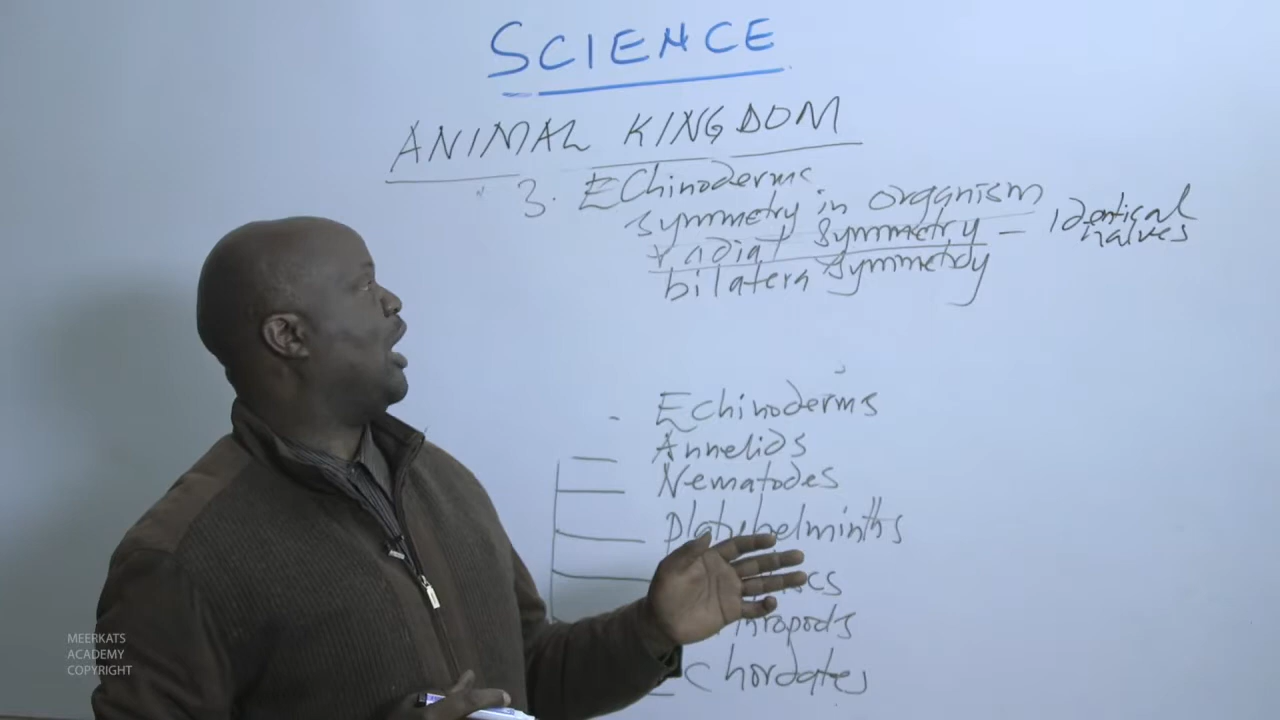 SCIENCE
ANIMAL KINGDOM
3. Echinoderms
Symmetry in organism
radial symmetry – identical halves
bilatera symmetry
Echinoderms
Annelids
Nematodes
Platyhelminths
Chordates
MEERKATS
ACADEMY
COPYRIGHT